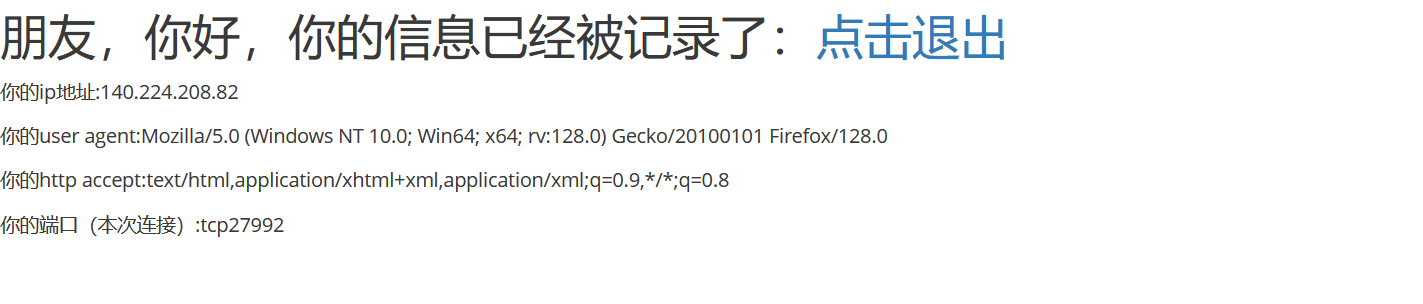 朋友，你好，你的信息已经被记录了：点击退出
你的ip地址:140.224.208.82
你的user agent:Mozilla/5.0 (Windows NT 10.0; Win64; x64; rv:128.0) Gecko/20100101 Firefox/128.0
你的http accept:text/html,application/xhtml+xml,application/xml;q=0.9,*/*;q=0.8
你的端口（本次连接）:tcp27992